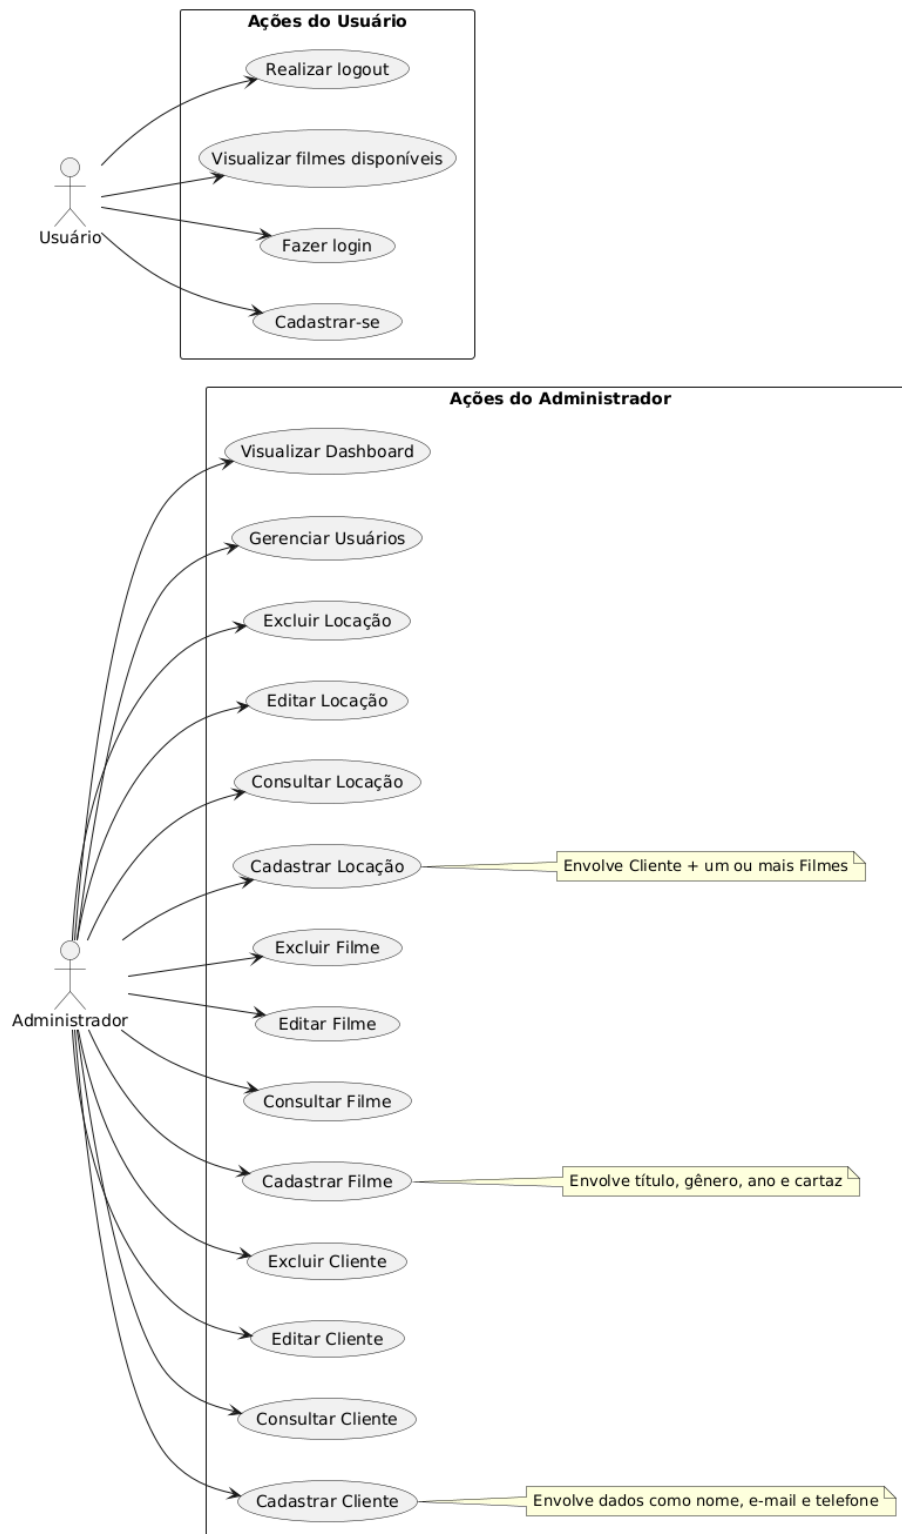 Ações do Usuário
Realizar logout
Visualizar filmes disponíveis
Usuário
Fazer login
Cadastrar-se
Ações do Administrador
Visualizar Dashboard
Gerenciar Usuários
Excluir Locação
Editar Locação
Consultar Locação
Cadastrar Locação
Envolve Cliente + um ou mais Filmes
Excluir Filme
Administrador
Editar Filme
Consultar Filme
Cadastrar Filme
Envolve título, gênero, ano e cartaz
Excluir Cliente
Editar Cliente
Consultar Cliente
Cadastrar Cliente
Envolve dados como nome, e-mail e telefone